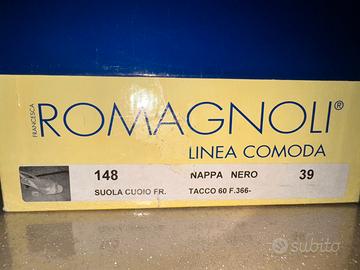 FRANCESCA
ROMAGNOLI®
LINEA COMODA
148 NAPPA NERO 39
SUOLA CUOIO FR. TACCO 60 F.366-
subito